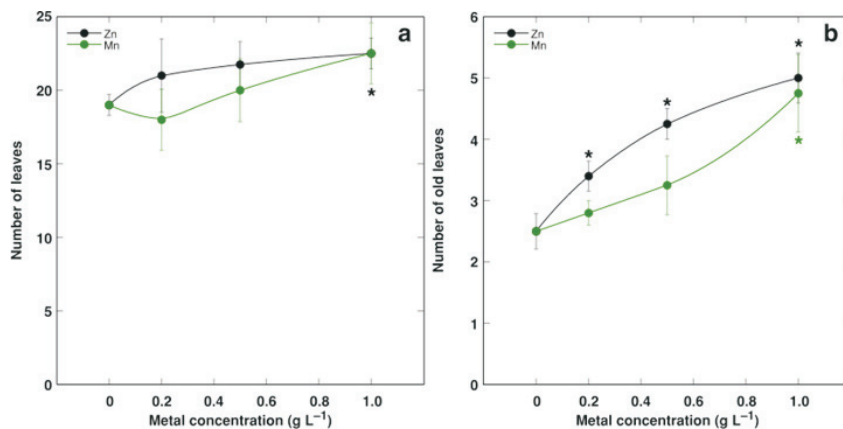 a
Zn
Mn
25
20
15
10
5
0
Number of leaves
0 0.2 0.4 0.6 0.8 1.0
Metal concentration (g L⁻¹)
*
b
Zn
Mn
6
5
4
3
2
1
0
Number of old leaves
0 0.2 0.4 0.6 0.8 1.0
Metal concentration (g L⁻¹)
* * * *